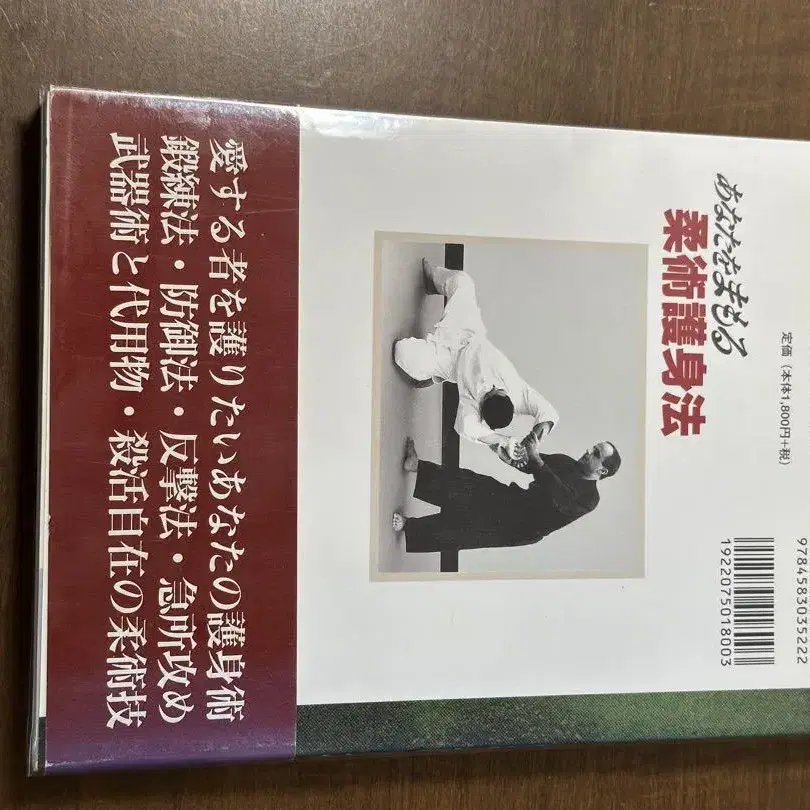 あなたをまもる
柔術護身法
定価（本体1,800円+税）
9784583035222
1922075018003
愛する者を護りたいあなたの護身術
鍛練法・防御法・反撃法・急所攻め
武器術と代用物・殺活自在の柔術技